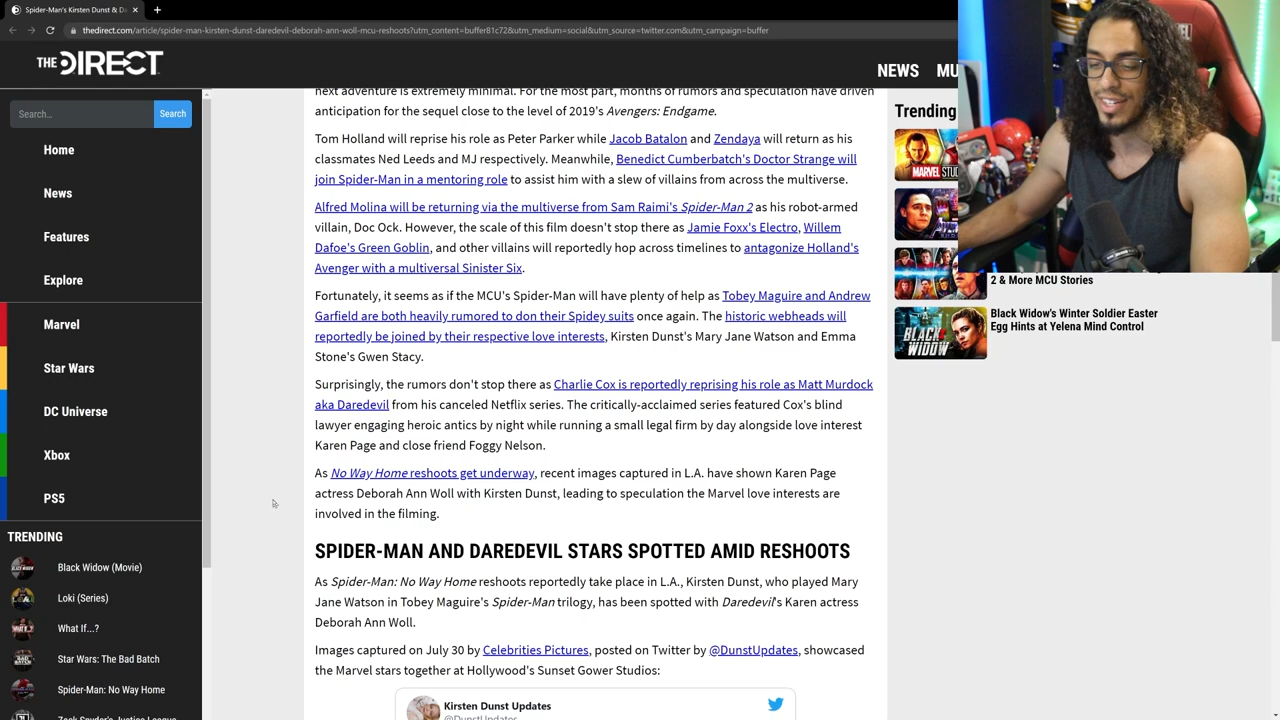 Spider-Man's Kirsten Dunst & D
thedirect.com/article/spider-man-kirsten-dunst-daredevil-deborah-ann-woll-mcu-reshoots?utm_content=buffer81c72&utm_medium=social&utm_source=twitter.com&utm_campaign=buffer
THE DIRECT
NEWS MU
Search...
Search
Home
News
Features
Explore
Marvel
Star Wars
DC Universe
Xbox
PS5
TRENDING
Black Widow (Movie)
Loki (Series)
What If...?
Star Wars: The Bad Batch
Spider-Man: No Way Home
Zack Snyder's Justice League
next adventure is extremely minimal. For the most part, months of rumors and speculation have driven
anticipation for the sequel close to the level of 2019's Avengers: Endgame.
Tom Holland will reprise his role as Peter Parker while Jacob Batalon and Zendaya will return as his
classmates Ned Leeds and MJ respectively. Meanwhile, Benedict Cumberbatch's Doctor Strange will
join Spider-Man in a mentoring role to assist him with a slew of villains from across the multiverse.
Alfred Molina will be returning via the multiverse from Sam Raimi's Spider-Man 2 as his robot-armed
villain, Doc Ock. However, the scale of this film doesn't stop there as Jamie Foxx's Electro, Willem
Dafoe's Green Goblin, and other villains will reportedly hop across timelines to antagonize Holland's
Avenger with a multiversal Sinister Six.
Fortunately, it seems as if the MCU's Spider-Man will have plenty of help as Tobey Maguire and Andrew
Garfield are both heavily rumored to don their Spidey suits once again. The historic webheads will
reportedly be joined by their respective love interests, Kirsten Dunst's Mary Jane Watson and Emma
Stone's Gwen Stacy.
Surprisingly, the rumors don't stop there as Charlie Cox is reportedly reprising his role as Matt Murdock
aka Daredevil from his canceled Netflix series. The critically-acclaimed series featured Cox's blind
lawyer engaging heroic antics by night while running a small legal firm by day alongside love interest
Karen Page and close friend Foggy Nelson.
As No Way Home reshoots get underway, recent images captured in L.A. have shown Karen Page
actress Deborah Ann Woll with Kirsten Dunst, leading to speculation the Marvel love interests are
involved in the filming.
SPIDER-MAN AND DAREDEVIL STARS SPOTTED AMID RESHOOTS
As Spider-Man: No Way Home reshoots reportedly take place in L.A., Kirsten Dunst, who played Mary
Jane Watson in Tobey Maguire's Spider-Man trilogy, has been spotted with Daredevil's Karen actress
Deborah Ann Woll.
Images captured on July 30 by Celebrities Pictures, posted on Twitter by @DunstUpdates, showcased
the Marvel stars together at Hollywood's Sunset Gower Studios:
Kirsten Dunst Updates
@DunstUpdates
Trending
MARVEL STUD
2 & More MCU Stories
BLACK WIDOW
Black Widow's Winter Soldier Easter
Egg Hints at Yelena Mind Control